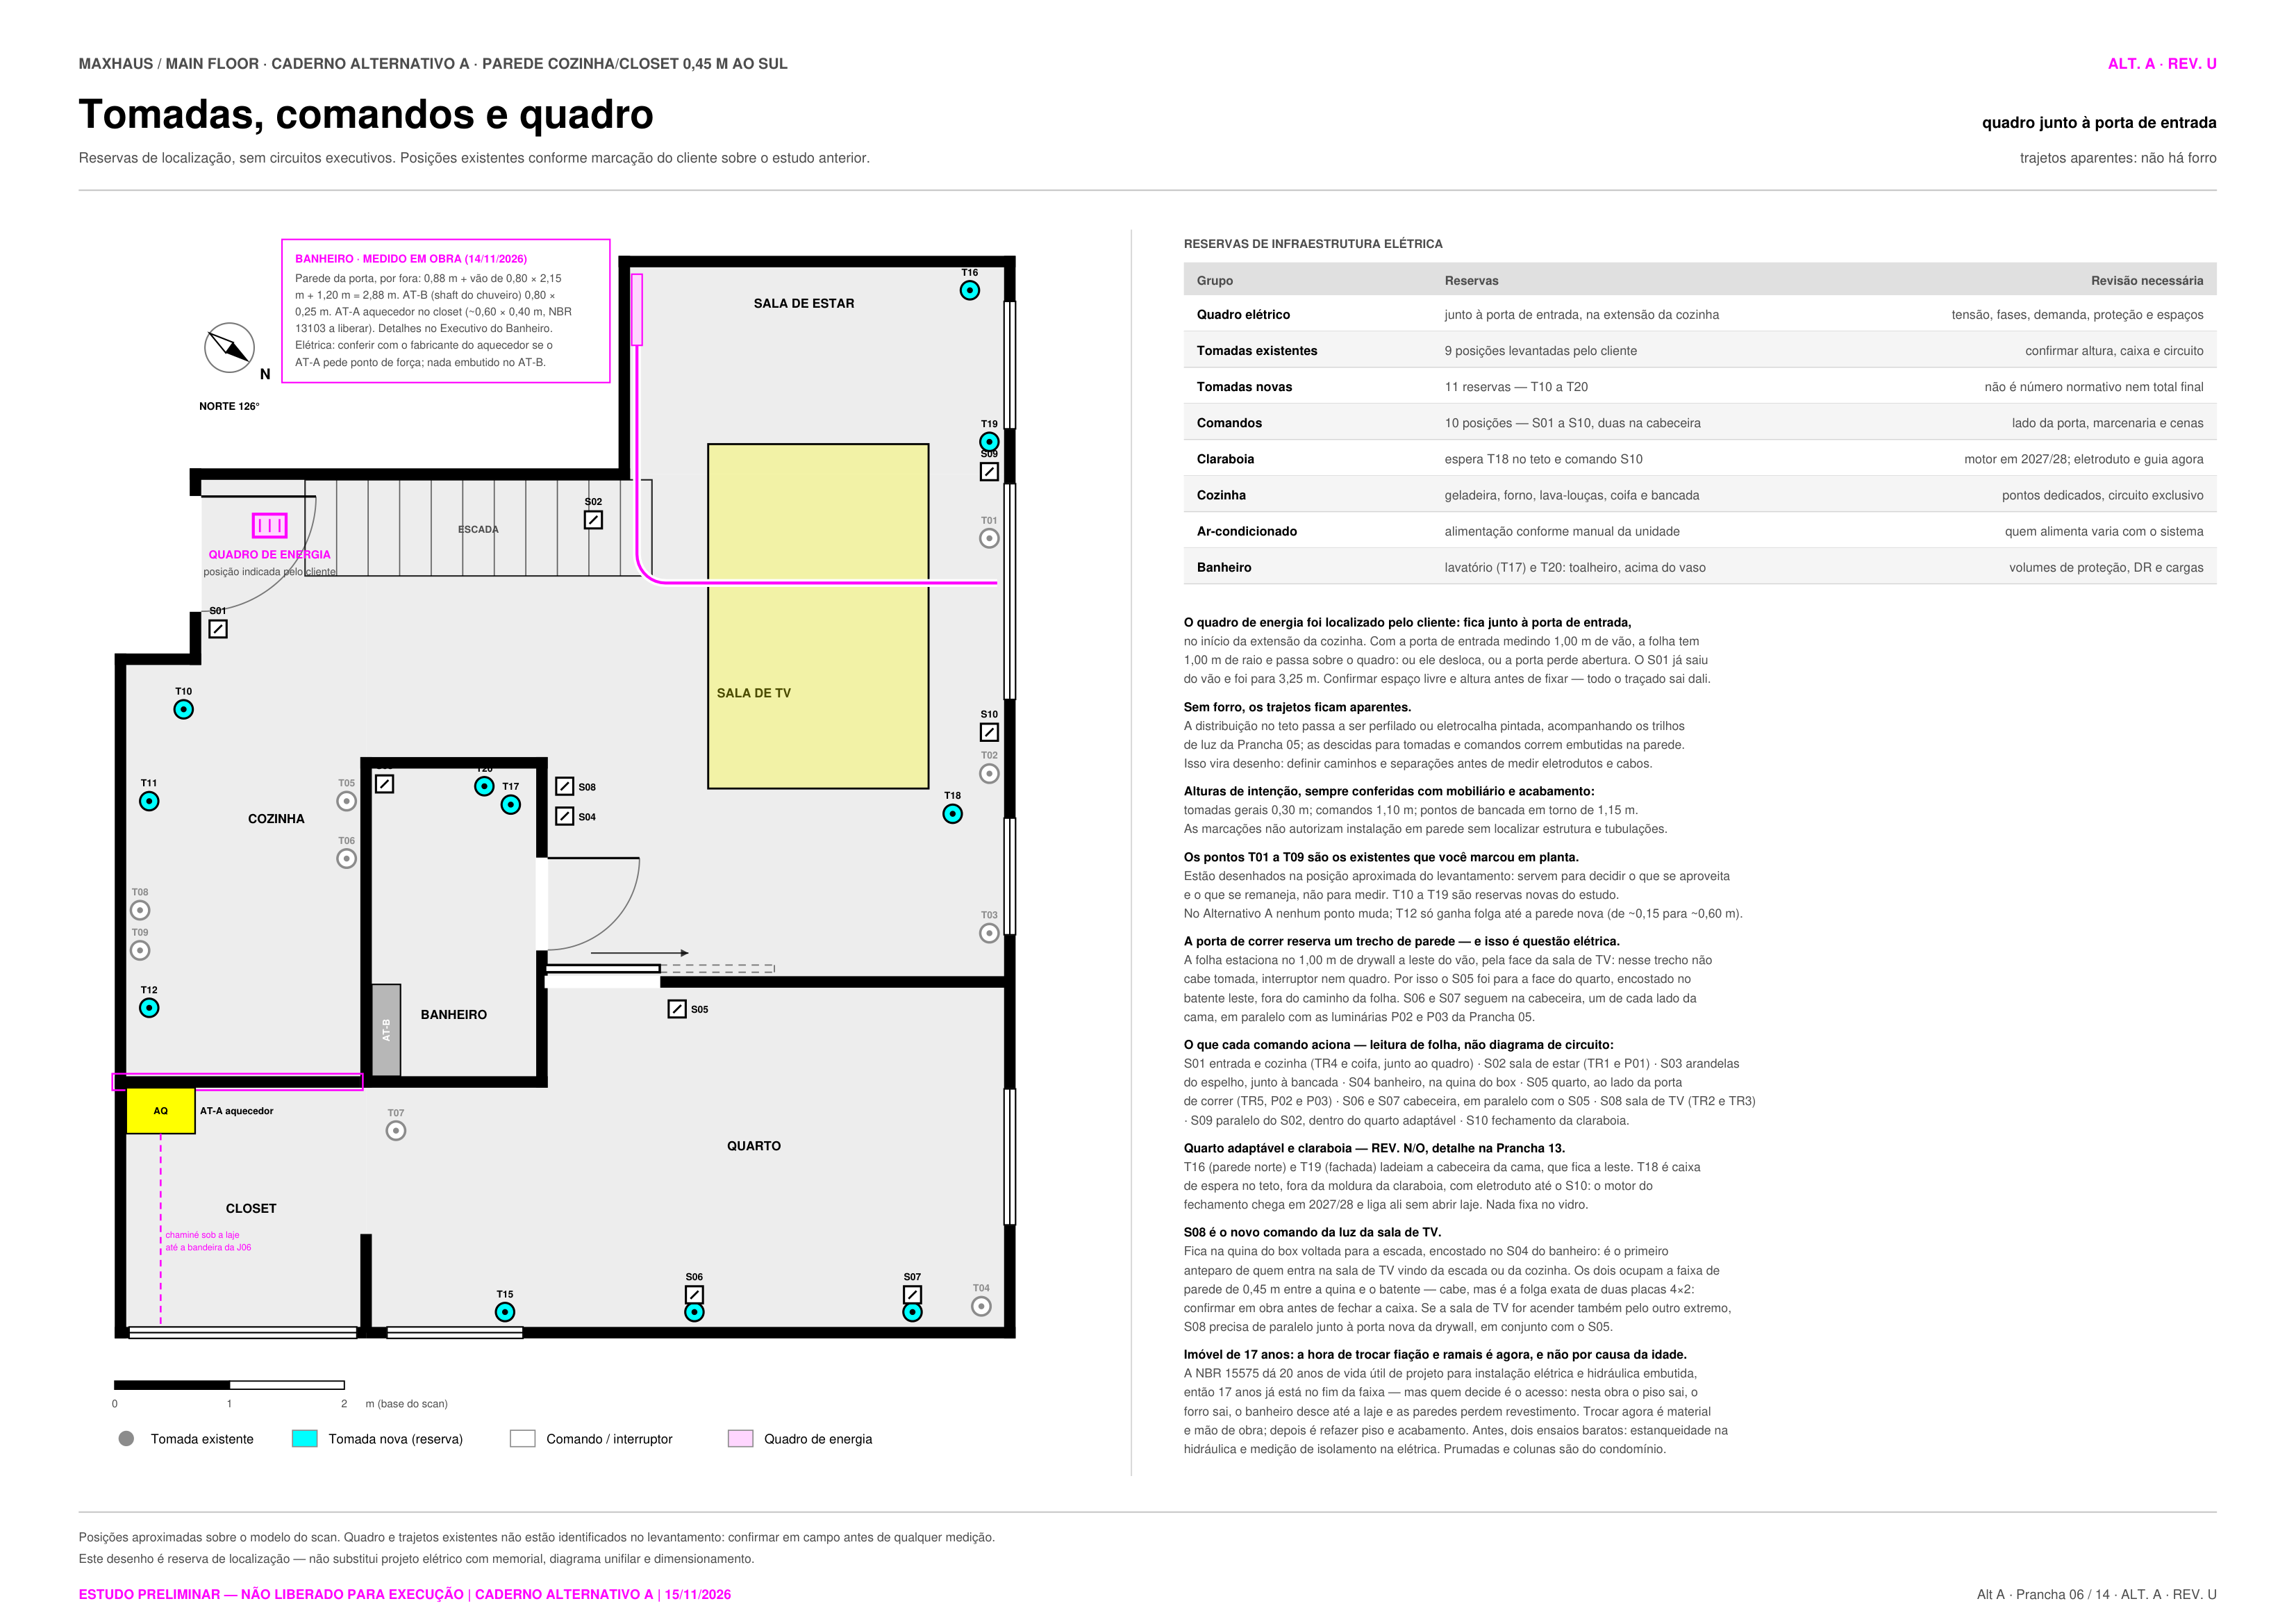 MAXHAUS / MAIN FLOOR · CADERNO ALTERNATIVO A · PAREDE COZINHA/CLOSET 0,45 M AO SUL
ALT. A · REV. U
Tomadas, comandos e quadro
quadro junto à porta de entrada
Reservas de localização, sem circuitos executivos. Posições existentes conforme marcação do cliente sobre o estudo anterior.
trajetos aparentes: não há forro
BANHEIRO · MEDIDO EM OBRA (14/11/2026)
Parede da porta, por fora: 0,88 m + vão de 0,80 × 2,15
m + 1,20 m = 2,88 m. AT-B (shaft do chuveiro) 0,80 ×
0,25 m. AT-A aquecedor no closet (~0,60 × 0,40 m, NBR
13103 a liberar). Detalhes no Executivo do Banheiro.
Elétrica: conferir com o fabricante do aquecedor se o
AT-A pede ponto de força; nada embutido no AT-B.
N
NORTE 126°
T16
SALA DE ESTAR
T19
S09
S02
ESCADA
T01
QUADRO DE ENERGIA
posição indicada pelo cliente
S01
T10
SALA DE TV
S10
T02
T11
T05
T17
S08
S04
T18
COZINHA
T06
T08
T03
T09
T12
S05
AT-B
BANHEIRO
AQ
AT-A aquecedor
T07
QUARTO
CLOSET
chaminé sob a laje
até a bandeira da J06
T15
S06
S07
T04
0
1
2
m (base do scan)
Tomada existente
Tomada nova (reserva)
Comando / interruptor
Quadro de energia
RESERVAS DE INFRAESTRUTURA ELÉTRICA
Grupo Reservas Revisão necessária
Quadro elétrico junto à porta de entrada, na extensão da cozinha tensão, fases, demanda, proteção e espaços
Tomadas existentes 9 posições levantadas pelo cliente confirmar altura, caixa e circuito
Tomadas novas 11 reservas — T10 a T20 não é número normativo nem total final
Comandos 10 posições — S01 a S10, duas na cabeceira lado da porta, marcenaria e cenas
Claraboia espera T18 no teto e comando S10 motor em 2027/28; eletroduto e guia agora
Cozinha geladeira, forno, lava-louças, coifa e bancada pontos dedicados, circuito exclusivo
Ar-condicionado alimentação conforme manual da unidade quem alimenta varia com o sistema
Banheiro lavatório (T17) e T20: toalheiro, acima do vaso volumes de proteção, DR e cargas
O quadro de energia foi localizado pelo cliente: fica junto à porta de entrada,
no início da extensão da cozinha. Com a porta de entrada medindo 1,00 m de vão, a folha tem
1,00 m de raio e passa sobre o quadro: ou ele desloca, ou a porta perde abertura. O S01 já saiu
do vão e foi para 3,25 m. Confirmar espaço livre e altura antes de fixar — todo o traçado sai dali.
Sem forro, os trajetos ficam aparentes.
A distribuição no teto passa a ser perfilado ou eletrocalha pintada, acompanhando os trilhos
de luz da Prancha 05; as descidas para tomadas e comandos correm embutidas na parede.
Isso vira desenho: definir caminhos e separações antes de medir eletrodutos e cabos.
Alturas de intenção, sempre conferidas com mobiliário e acabamento:
tomadas gerais 0,30 m; comandos 1,10 m; pontos de bancada em torno de 1,15 m.
As marcações não autorizam instalação em parede sem localizar estrutura e tubulações.
Os pontos T01 a T09 são os existentes que você marcou em planta.
Estão desenhados na posição aproximada do levantamento: servem para decidir o que se aproveita
e o que se remaneja, não para medir. T10 a T19 são reservas novas do estudo.
No Alternativo A nenhum ponto muda; T12 só ganha folga até a parede nova (de ~0,15 para ~0,60 m).
A porta de correr reserva um trecho de parede — e isso é questão elétrica.
A folha estaciona no 1,00 m de drywall a leste do vão, pela face da sala de TV: nesse trecho não
cabe tomada, interruptor nem quadro. Por isso o S05 foi para a face do quarto, encostado no
batente leste, fora do caminho da folha. S06 e S07 seguem na cabeceira, um de cada lado da
cama, em paralelo com as luminárias P02 e P03 da Prancha 05.
O que cada comando aciona — leitura de folha, não diagrama de circuito:
S01 entrada e cozinha (TR4 e coifa, junto ao quadro) · S02 sala de estar (TR1 e P01) · S03 arandelas
do espelho, junto à bancada · S04 banheiro, na quina do box · S05 quarto, ao lado da porta
de correr (TR5, P02 e P03) · S06 e S07 cabeceira, em paralelo com o S05 · S08 sala de TV (TR2 e TR3)
· S09 paralelo do S02, dentro do quarto adaptável · S10 fechamento da claraboia.
Quarto adaptável e claraboia — REV. N/O, detalhe na Prancha 13.
T16 (parede norte) e T19 (fachada) ladeiam a cabeceira da cama, que fica a leste. T18 é caixa
de espera no teto, fora da moldura da claraboia, com eletroduto até o S10: o motor do
fechamento chega em 2027/28 e liga ali sem abrir laje. Nada fixa no vidro.
S08 é o novo comando da luz da sala de TV.
Fica na quina do box voltada para a escada, encostado no S04 do banheiro: é o primeiro
anteparo de quem entra na sala de TV vindo da escada ou da cozinha. Os dois ocupam a faixa de
parede de 0,45 m entre a quina e o batente — cabe, mas é a folga exata de duas placas 4×2:
confirmar em obra antes de fechar a caixa. Se a sala de TV for acender também pelo outro extremo,
S08 precisa de paralelo junto à porta nova da drywall, em conjunto com o S05.
Imóvel de 17 anos: a hora de trocar fiação e ramais é agora, e não por causa da idade.
A NBR 15575 dá 20 anos de vida útil de projeto para instalação elétrica e hidráulica embutida,
então 17 anos já está no fim da faixa — mas quem decide é o acesso: nesta obra o piso sai, o
forro sai, o banheiro desce até a laje e as paredes perdem revestimento. Trocar agora é material
e mão de obra; depois é refazer piso e acabamento. Antes, dois ensaios baratos: estanqueidade na
hidráulica e medição de isolamento na elétrica. Prumadas e colunas são do condomínio.
Posições aproximadas sobre o modelo do scan. Quadro e trajetos existentes não estão identificados no levantamento: confirmar em campo antes de qualquer medição.
Este desenho é reserva de localização — não substitui projeto elétrico com memorial, diagrama unifilar e dimensionamento.
ESTUDO PRELIMINAR — NÃO LIBERADO PARA EXECUÇÃO | CADERNO ALTERNATIVO A | 15/11/2026
Alt A · Prancha 06 / 14 · ALT. A · REV. U